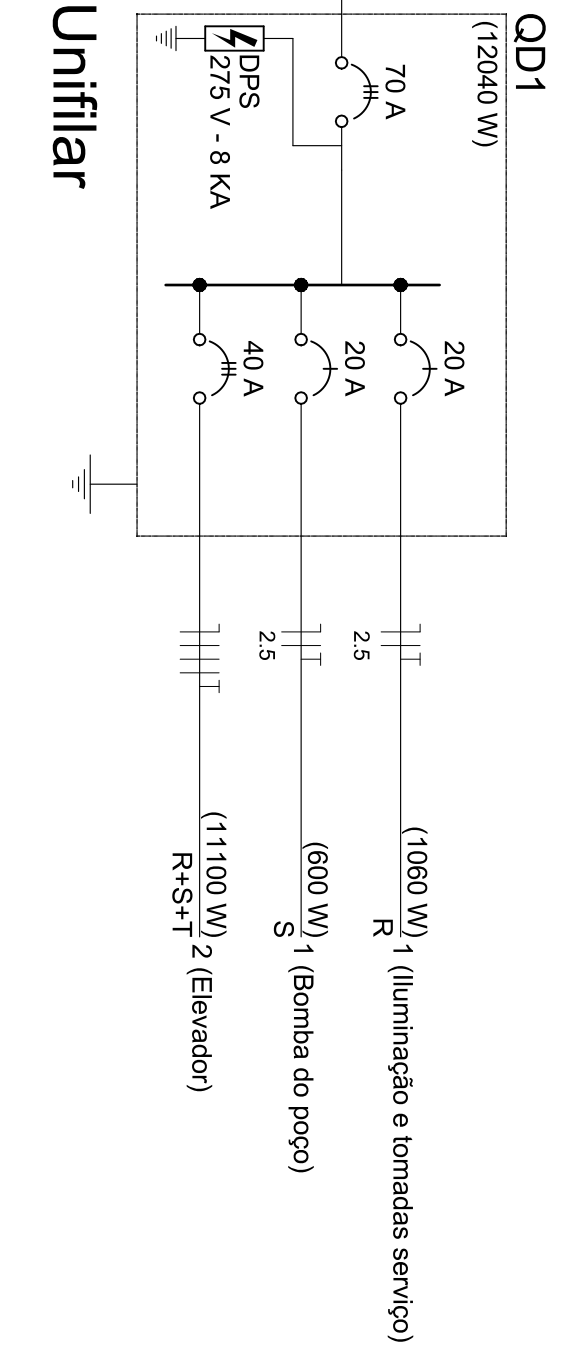 QD1
(12040 W)
70 A
DPS
275 V - 8 KA
20 A
2.5
(1060 W)
R
1 (Iluminação e tomadas serviço)
20 A
2.5
(600 W)
S
1 (Bomba do poço)
40 A
(11100 W)
R+S+T
2 (Elevador)
Unifilar